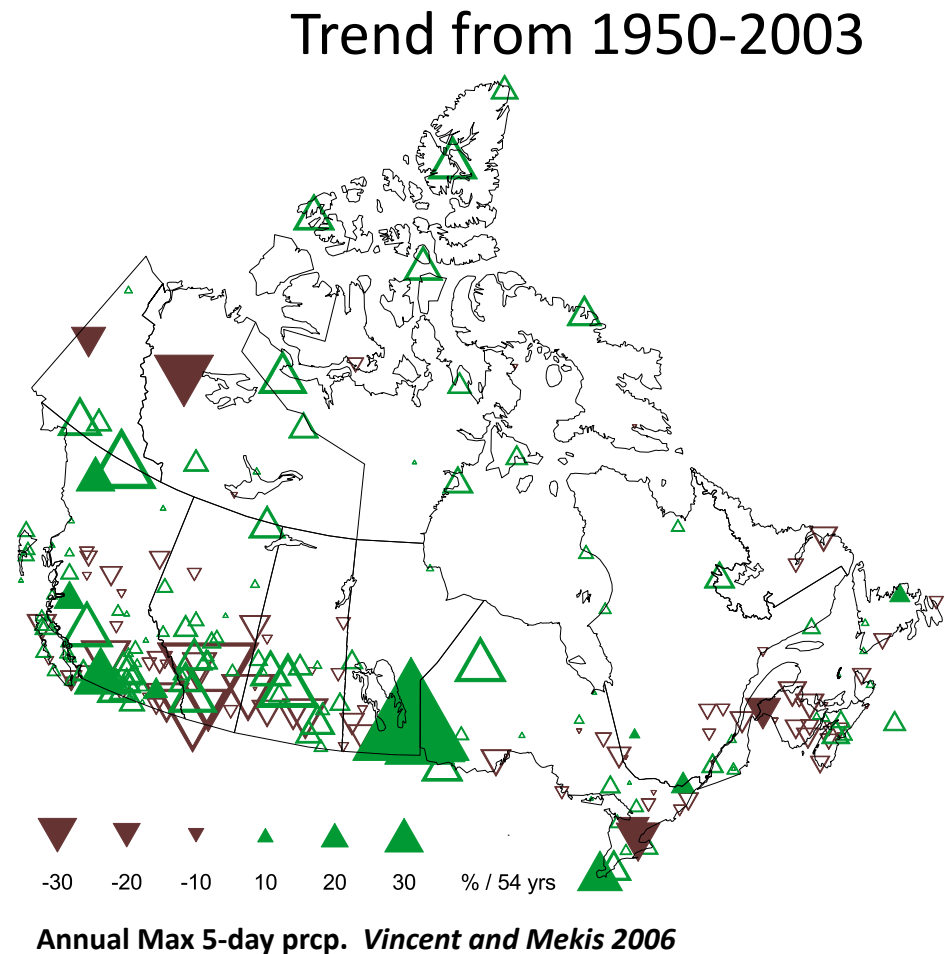 Trend from 1950-2003
-30 -20 -10 10 20 30 % / 54 yrs
Annual Max 5-day prcp. Vincent and Mekis 2006